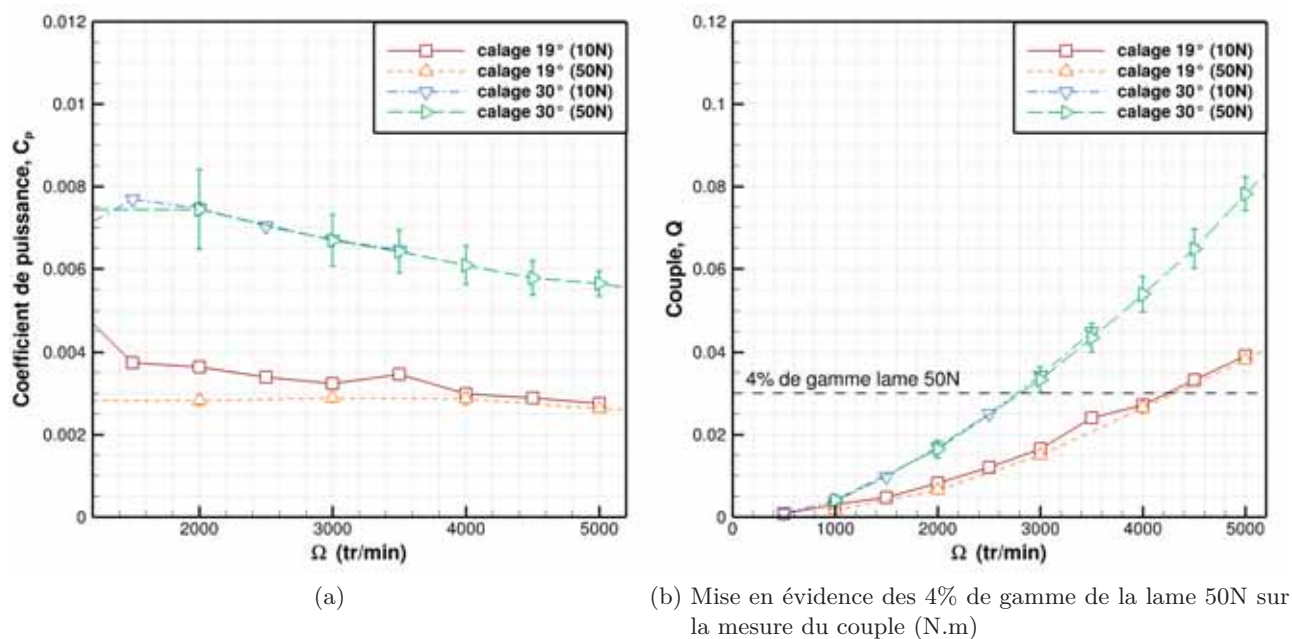 0.012
0.01
0.008
0.006
0.004
0.002
0
Coefficient de puissance, Cp
calage 19° (10N)
calage 19° (50N)
calage 30° (10N)
calage 30° (50N)
2000 3000 4000 5000
Ω (tr/min)
(a)
0.12
0.1
0.08
0.06
0.04
0.02
0
Couple, Q
calage 19° (10N)
calage 19° (50N)
calage 30° (10N)
calage 30° (50N)
4% de gamme lame 50N
0 1000 2000 3000 4000 5000
Ω (tr/min)
(b) Mise en évidence des 4% de gamme de la lame 50N sur
la mesure du couple (N.m)